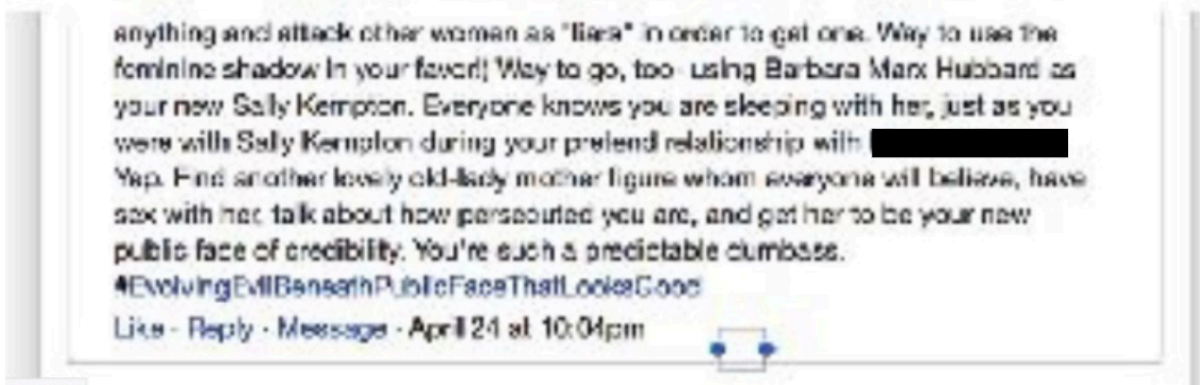 anything and attack other women as "liars" in order to get one. Way to use the
feminine shadow in your favor!; Way to go, too- using Barbara Marx Hubbard as
your new Sally Kempton. Everyone knows you are sleeping with her, just as you
were with Sally Kempton during your pretend relationship with
Yep. Find another lovely old-lady mother figure whom everyone will believe, have
sex with her, talk about how persecuted you are, and get her to be your new
public face of credibility. You're such a predictable dumbass.
#EvolvingEvilBeneathPublicFaceThatLooksGood
Like · Reply · Message · April 24 at 10:04pm